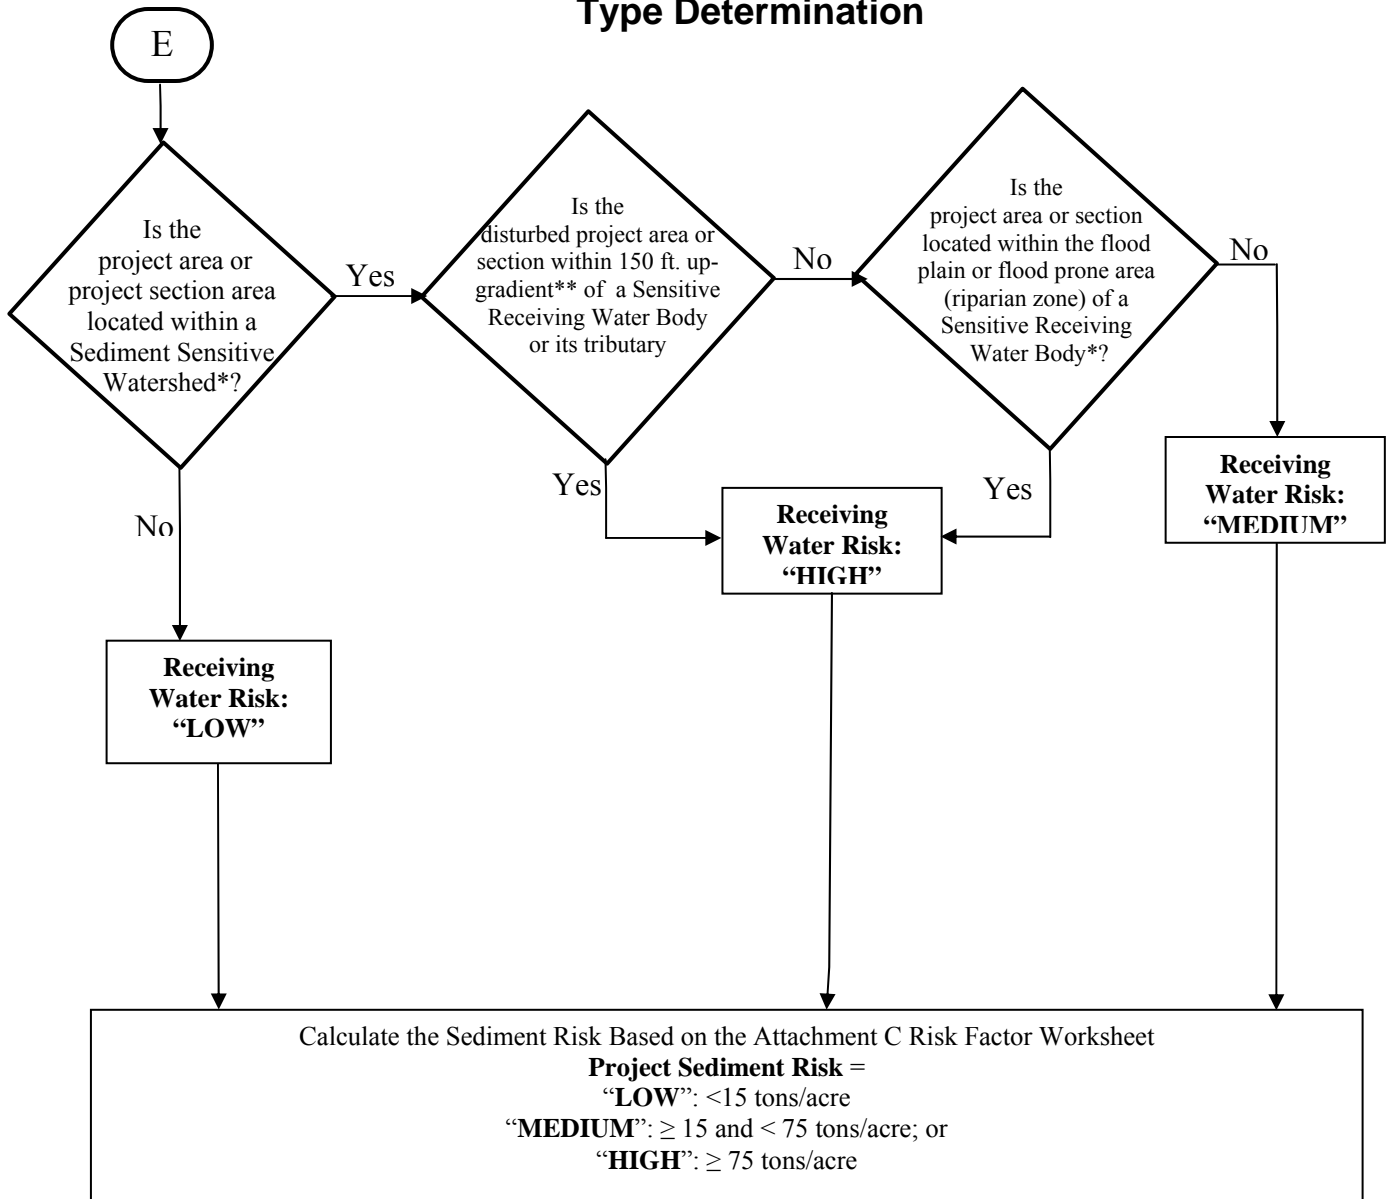 Type Determination
E
Is the
project area or
project section area
located within a
Sediment Sensitive
Watershed*?
Yes
No
Is the
disturbed project area or
section within 150 ft. up-
gradient** of a Sensitive
Receiving Water Body
or its tributary
No
Yes
Is the
project area or section
located within the flood
plain or flood prone area
(riparian zone) of a
Sensitive Receiving
Water Body*?
No
Yes
Receiving
Water Risk:
“MEDIUM”
Receiving
Water Risk:
“HIGH”
Receiving
Water Risk:
“LOW”
Calculate the Sediment Risk Based on the Attachment C Risk Factor Worksheet
Project Sediment Risk =
“LOW”: <15 tons/acre
“MEDIUM”: ≥ 15 and < 75 tons/acre; or
“HIGH”: ≥ 75 tons/acre